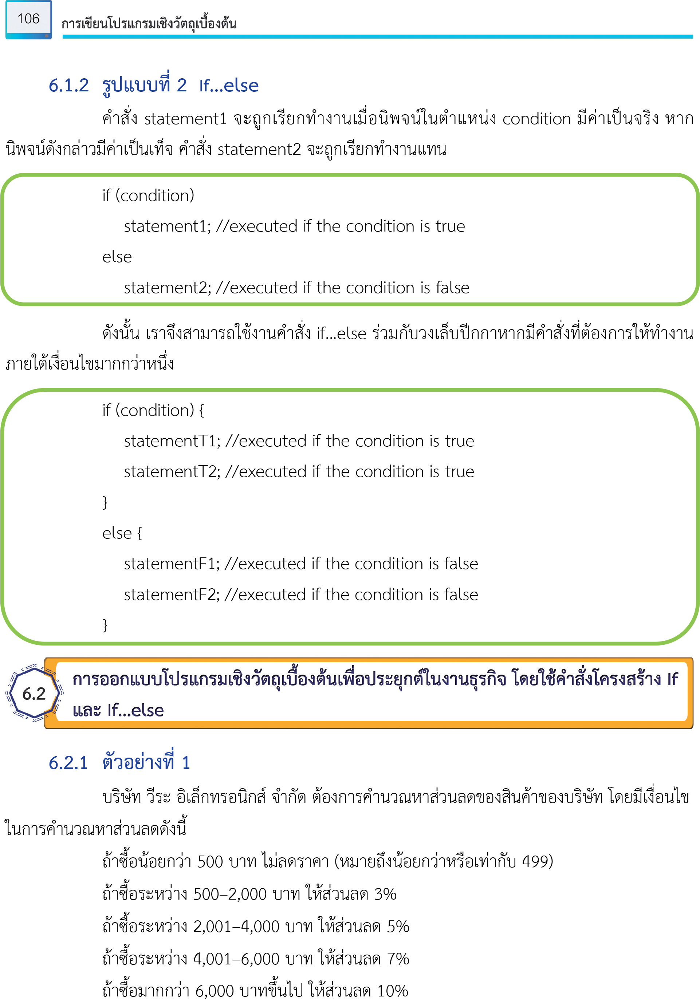 106
การเขียนโปรแกรมเชิงวัตถุเบื้องต้น
6.1.2 รูปแบบที่ 2 If...else
คำสั่ง statement1 จะถูกเรียกทำงานเมื่อนิพจน์ในตำแหน่ง condition มีค่าเป็นจริง หาก
นิพจน์ดังกล่าวมีค่าเป็นเท็จ คำสั่ง statement2 จะถูกเรียกทำงานแทน
if (condition)
statement1; //executed if the condition is true
else
statement2; //executed if the condition is false
ดังนั้น เราจึงสามารถใช้งานคำสั่ง if...else ร่วมกับวงเล็บปีกกาหากมีคำสั่งที่ต้องการให้ทำงาน
ภายใต้เงื่อนไขมากกว่าหนึ่ง
if (condition) {
statementT1; //executed if the condition is true
statementT2; //executed if the condition is true
}
else {
statementF1; //executed if the condition is false
statementF2; //executed if the condition is false
}
6.2 การออกแบบโปรแกรมเชิงวัตถุเบื้องต้นเพื่อประยุกต์ในงานธุรกิจ โดยใช้คำสั่งโครงสร้าง If
และ If...else
6.2.1 ตัวอย่างที่ 1
บริษัท วีระ อิเล็กทรอนิกส์ จำกัด ต้องการคำนวณหาส่วนลดของสินค้าของบริษัท โดยมีเงื่อนไข
ในการคำนวณหาส่วนลดดังนี้
ถ้าซื้อน้อยกว่า 500 บาท ไม่ลดราคา (หมายถึงน้อยกว่าหรือเท่ากับ 499)
ถ้าซื้อระหว่าง 500–2,000 บาท ให้ส่วนลด 3%
ถ้าซื้อระหว่าง 2,001–4,000 บาท ให้ส่วนลด 5%
ถ้าซื้อระหว่าง 4,001–6,000 บาท ให้ส่วนลด 7%
ถ้าซื้อมากกว่า 6,000 บาทขึ้นไป ให้ส่วนลด 10%